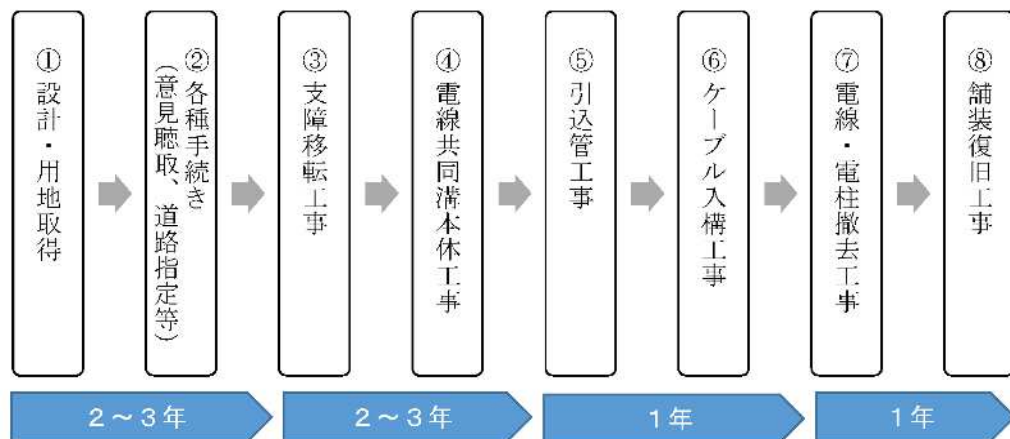 ① 設計・用地取得
② 各種手続き
(意見聴取、道路指定等)
③ 支障移転工事
④ 電線共同溝本体工事
⑤ 引込管工事
⑥ ケーブル入構工事
⑦ 電線・電柱撤去工事
⑧ 舗装復旧工事
2～3年
2～3年
1年
1年